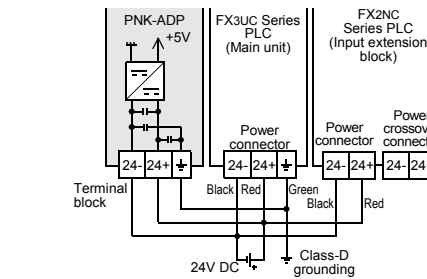 PNK-ADP
+5V
FX3UC Series
PLC
(Main unit)
FX2NC
Series PLC
(Input extension
block)
Power
connector
Power
connector
Power
24- 24+
24- 24+
24- 24+
24-
Terminal
block
Black Red Green
Black Red
24V DC
Class-D
grounding